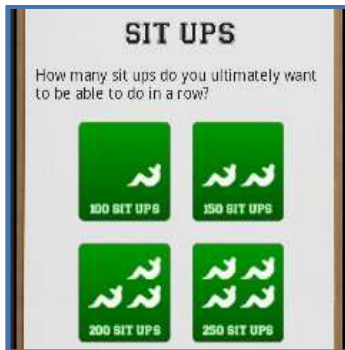 SIT UPS
How many sit ups do you ultimately want
to be able to do in a row?
100 SIT UPS
150 SIT UPS
200 SIT UPS
250 SIT UPS